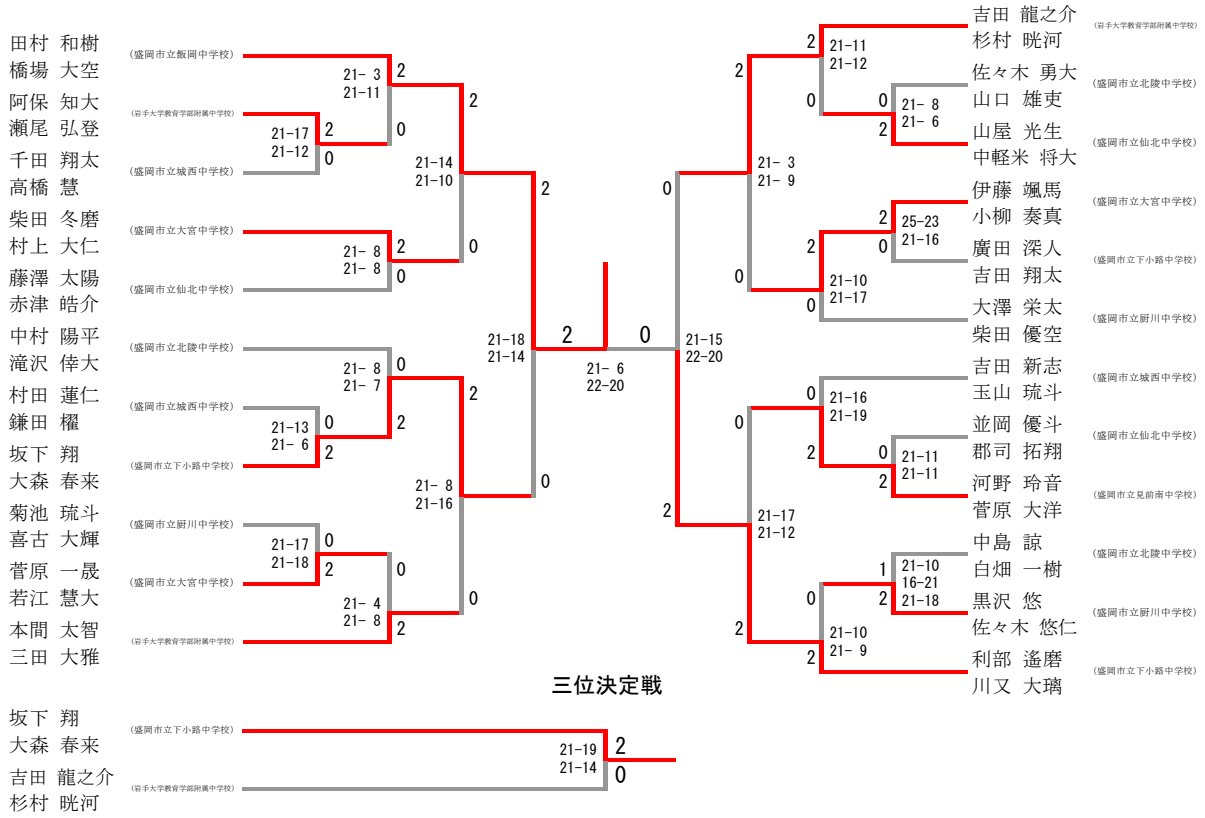 田村 和樹
橋場 大空
(盛岡市立飯岡中学校)
阿保 知大
瀬尾 弘登
(岩手大学教育学部附属中学校)
千田 翔太
高橋 慧
(盛岡市立城西中学校)
柴田 冬磨
村上 大仁
(盛岡市立大宮中学校)
藤澤 太陽
赤津 皓介
(盛岡市立仙北中学校)
中村 陽平
滝沢 倖大
(盛岡市立北陵中学校)
村田 蓮仁
鎌田 櫂
(盛岡市立城西中学校)
坂下 翔
大森 春来
(盛岡市立下小路中学校)
菊池 琉斗
喜古 大輝
(盛岡市立厨川中学校)
菅原 一晟
若江 慧大
(盛岡市立大宮中学校)
本間 太智
三田 大雅
(岩手大学教育学部附属中学校)
21-17
21-12
2
0
21- 3
21-11
2
0
21- 8
21- 8
2
0
21-14
21-10
2
0
21-13
21- 6
0
2
21- 8
21- 7
0
2
21-17
21-18
0
2
21- 4
21- 8
0
2
21- 8
21-16
2
0
21-18
21-14
2
0
2
0
21- 6
22-20
吉田 龍之介
杉村 晄河
(岩手大学教育学部附属中学校)
佐々木 勇大
山口 雄吏
(盛岡市立北陵中学校)
山屋 光生
中軽米 将大
(盛岡市立仙北中学校)
伊藤 颯馬
小柳 奏真
(盛岡市立大宮中学校)
廣田 深人
吉田 翔太
(盛岡市立下小路中学校)
大澤 栄太
柴田 優空
(盛岡市立厨川中学校)
吉田 新志
玉山 琉斗
(盛岡市立城西中学校)
並岡 優斗
郡司 拓翔
(盛岡市立仙北中学校)
河野 玲音
菅原 大洋
(盛岡市立見前南中学校)
中島 諒
白畑 一樹
(盛岡市立北陵中学校)
黒沢 悠
佐々木 悠仁
(盛岡市立厨川中学校)
利部 遙磨
川又 大璃
(盛岡市立下小路中学校)
0
2
21- 8
21- 6
2
0
21-11
21-12
2
0
25-23
21-16
2
0
21-10
21-17
2
0
21- 3
21- 9
0
2
21-11
21-11
0
2
21-16
21-19
1
2
21-10
16-21
21-18
0
2
21-10
21- 9
0
2
21-17
21-12
0
2
21-15
22-20
三位決定戦
坂下 翔
大森 春来
(盛岡市立下小路中学校)
吉田 龍之介
杉村 晄河
(岩手大学教育学部附属中学校)
21-19
21-14
2
0